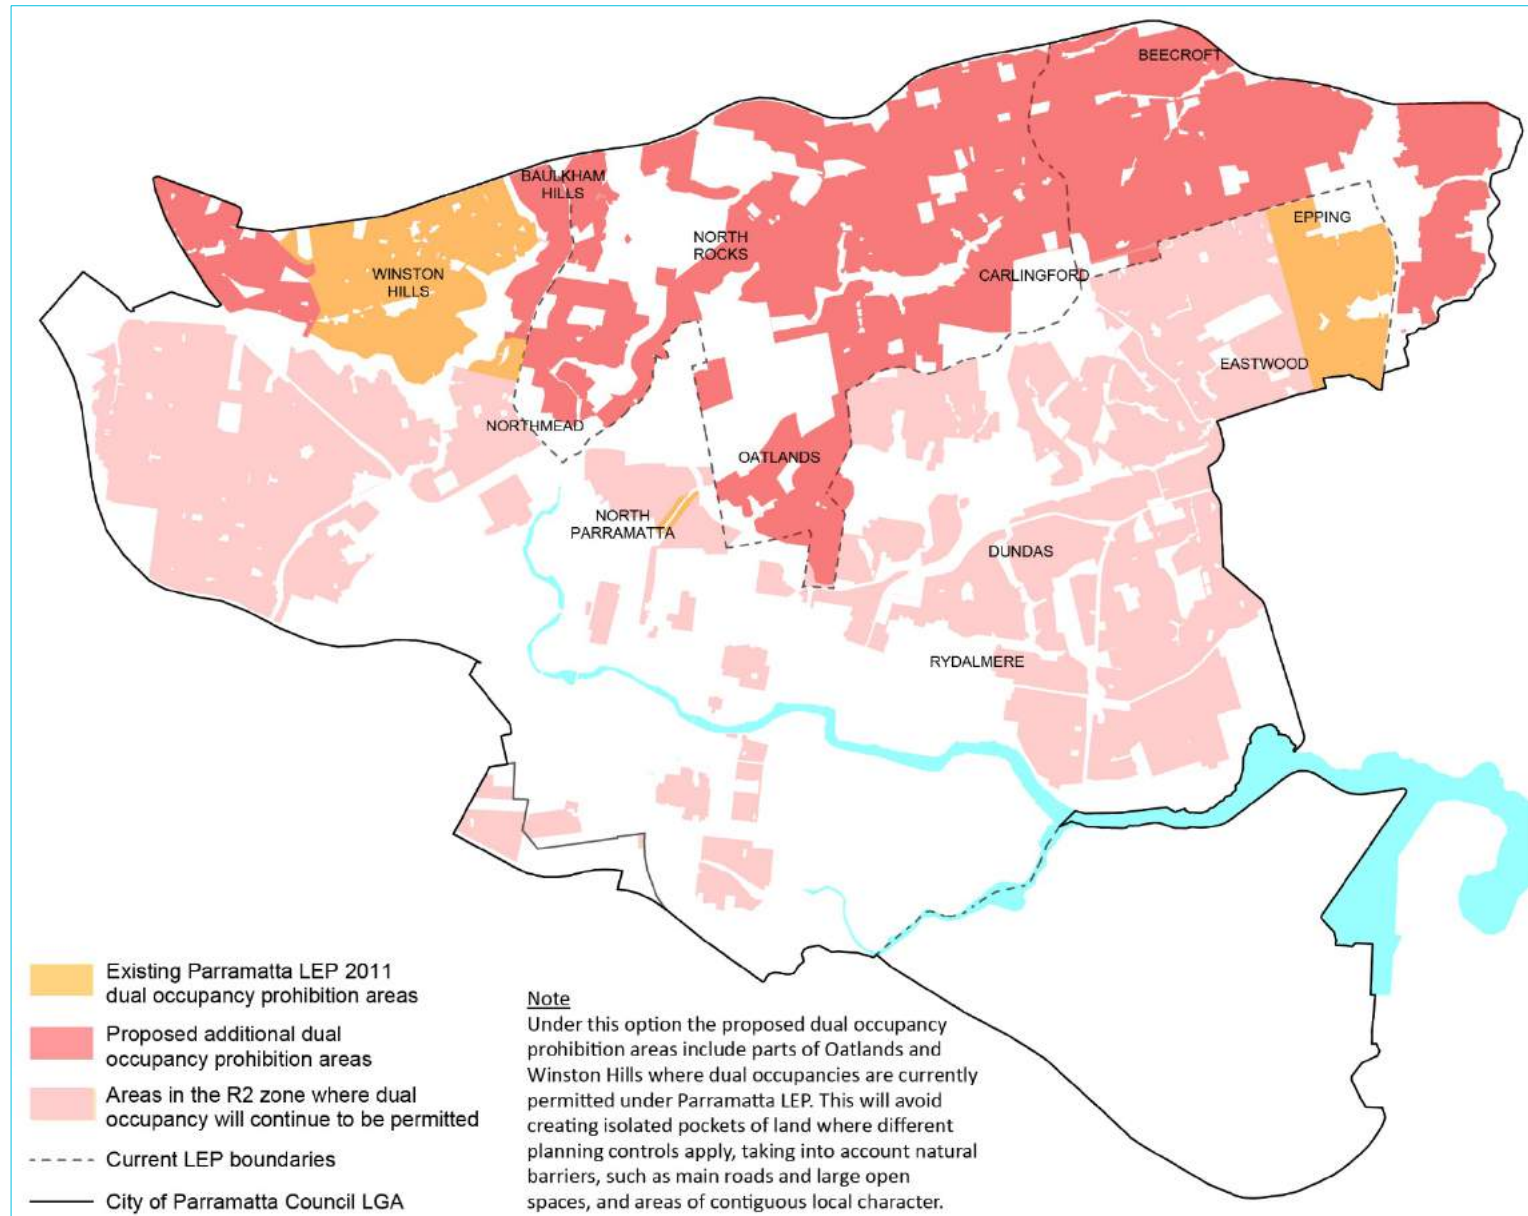 BEECROFT
BAULKHAM
HILLS
EPPING
NORTH
ROCKS
WINSTON
HILLS
CARLINGFORD
EASTWOOD
NORTHMEAD
OATLANDS
NORTH
PARRAMATTA
DUNDAS
RYDALMERE
Existing Parramatta LEP 2011
dual occupancy prohibition areas
Proposed additional dual
occupancy prohibition areas
Areas in the R2 zone where dual
occupancy will continue to be permitted
Current LEP boundaries
City of Parramatta Council LGA
Note
Under this option the proposed dual occupancy
prohibition areas include parts of Oatlands and
Winston Hills where dual occupancies are currently
permitted under Parramatta LEP. This will avoid
creating isolated pockets of land where different
planning controls apply, taking into account natural
barriers, such as main roads and large open
spaces, and areas of contiguous local character.